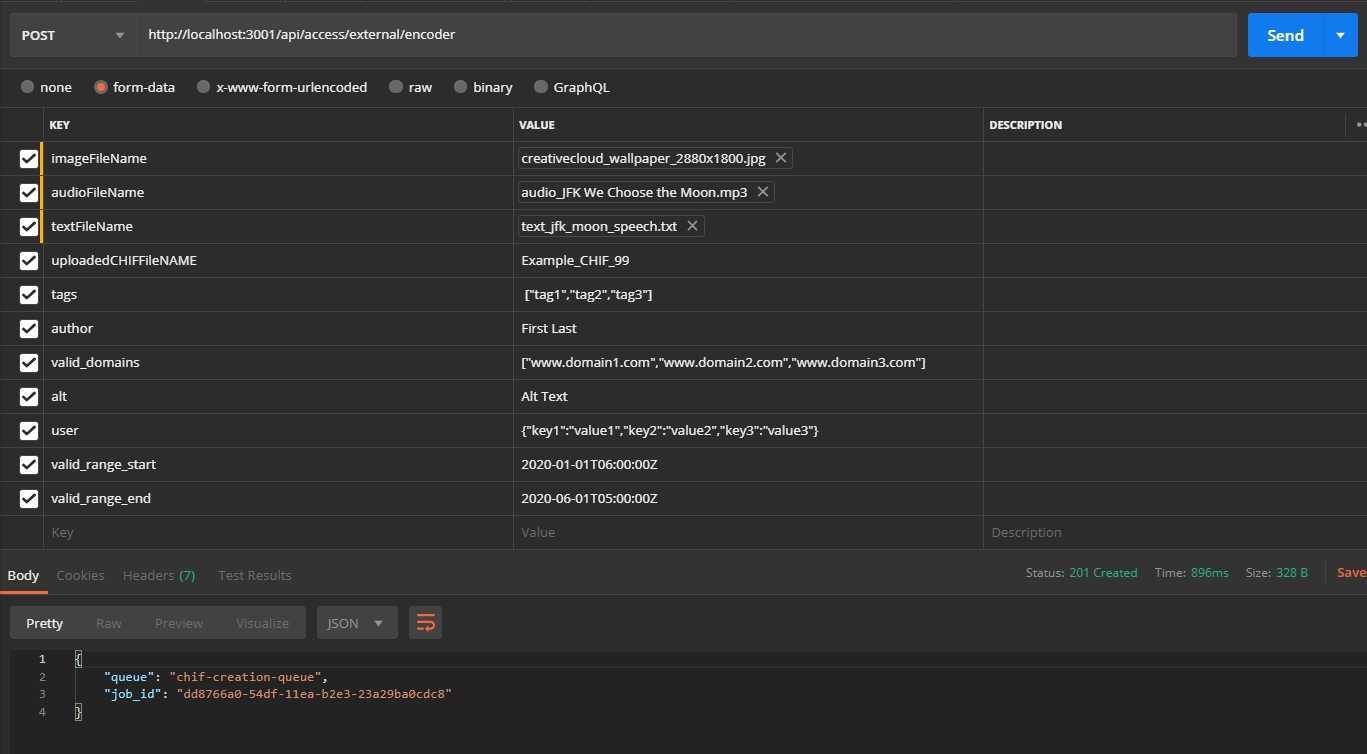 POST http://localhost:3001/api/access/external/encoder Send
none form-data x-www-form-urlencoded raw binary GraphQL
KEY VALUE DESCRIPTION
imageFileName creativecloud_wallpaper_2880x1800.jpg
audioFileName audio_JFK We Choose the Moon.mp3
textFileName text_jfk_moon_speech.txt
uploadedCHIFFileNAME Example_CHIF_99
tags ["tag1","tag2","tag3"]
author First Last
valid_domains ["www.domain1.com","www.domain2.com","www.domain3.com"]
alt Alt Text
user {"key1":"value1","key2":"value2","key3":"value3"}
valid_range_start 2020-01-01T06:00:00Z
valid_range_end 2020-06-01T05:00:00Z
Key Value Description
Body Cookies Headers (7) Test Results Status: 201 Created Time: 896ms Size: 328 B Save
Pretty Raw Preview Visualize JSON
1 {
2 "queue": "chif-creation-queue",
3 "job_id": "dd8766a0-54df-11ea-b2e3-23a29ba0cdc8"
4 }